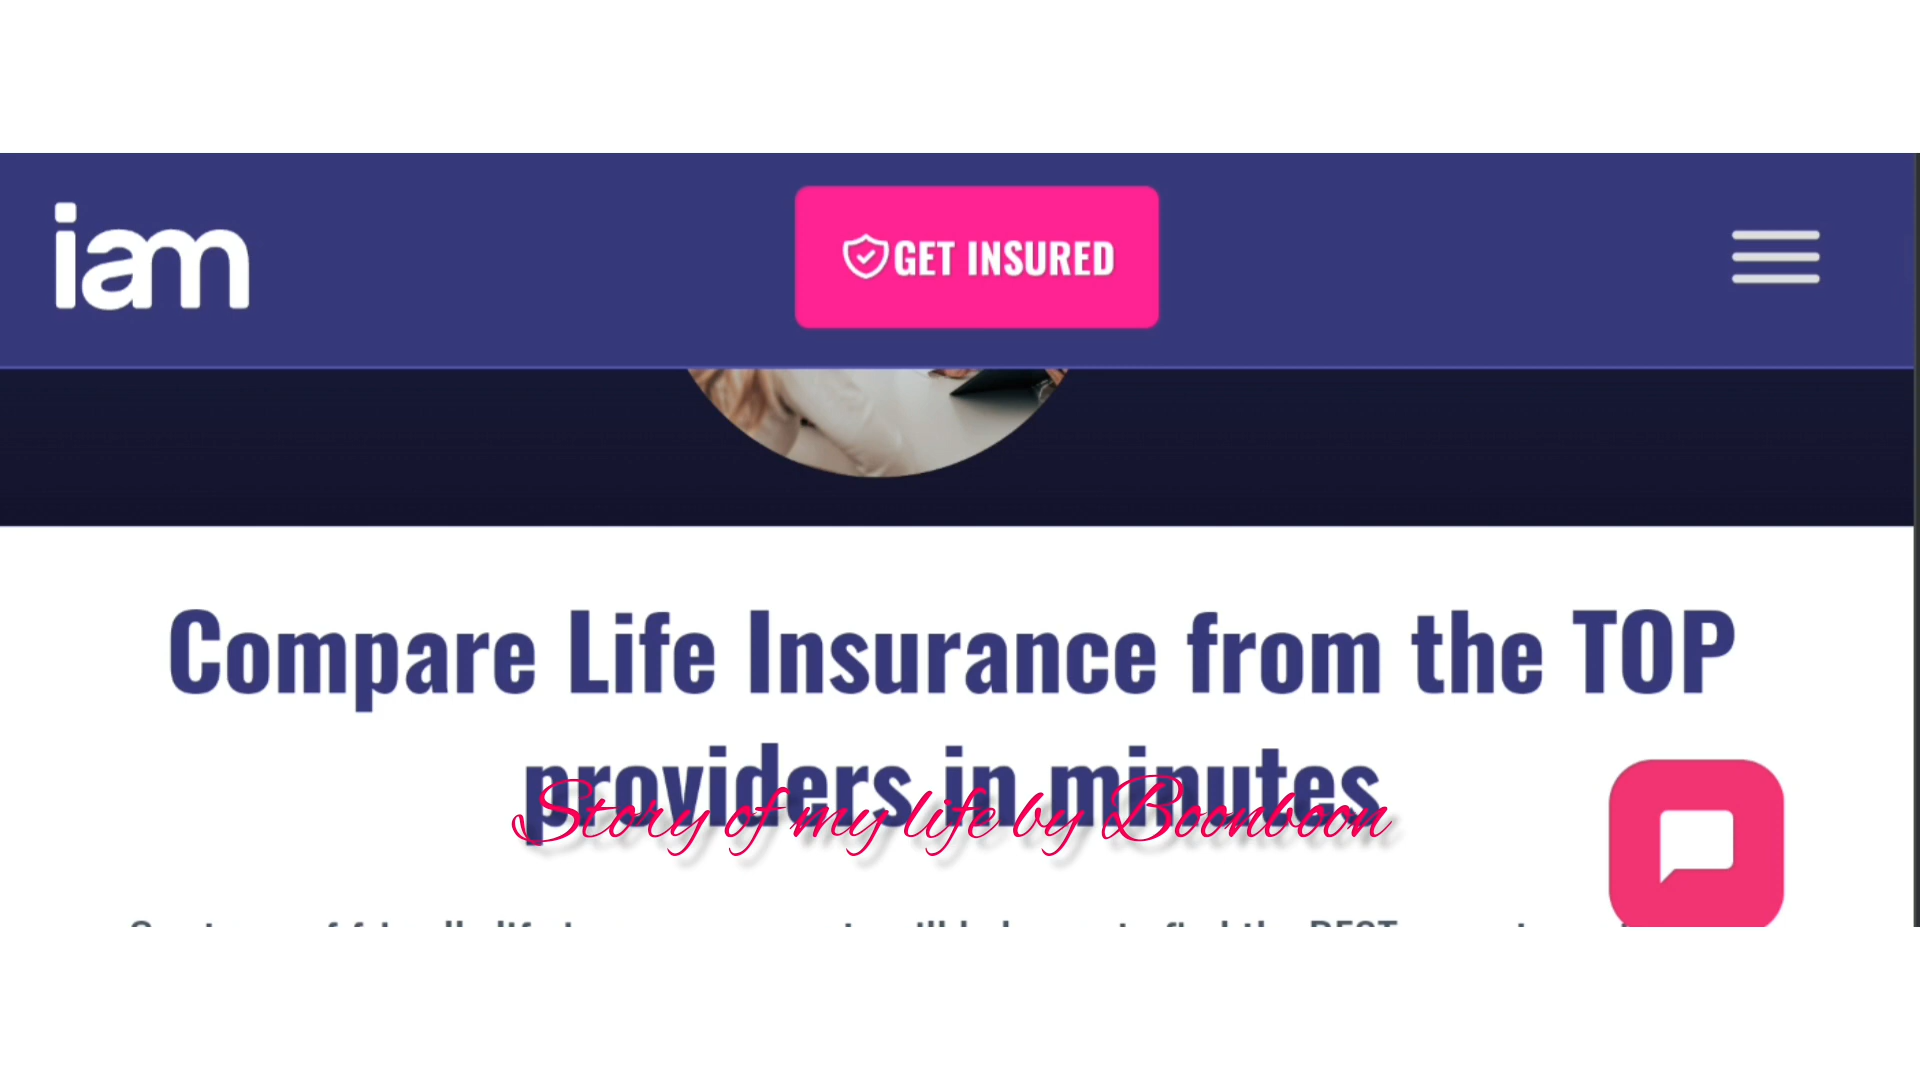 iam
GET INSURED
Compare Life Insurance from the TOP
providers in minutes
Story of my life by Boonboon